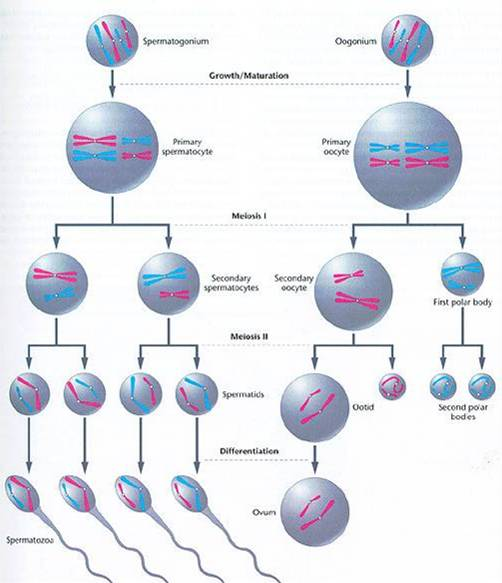 Spermatogonium
Oogonium
Growth/Maturation
Primary
spermatocyte
Primary
oocyte
Meiosis I
Secondary
spermatocytes
Secondary
oocyte
First polar body
Meiosis II
Spermatids
Ootid
Second polar
bodies
Differentiation
Ovum
Spermatozoa